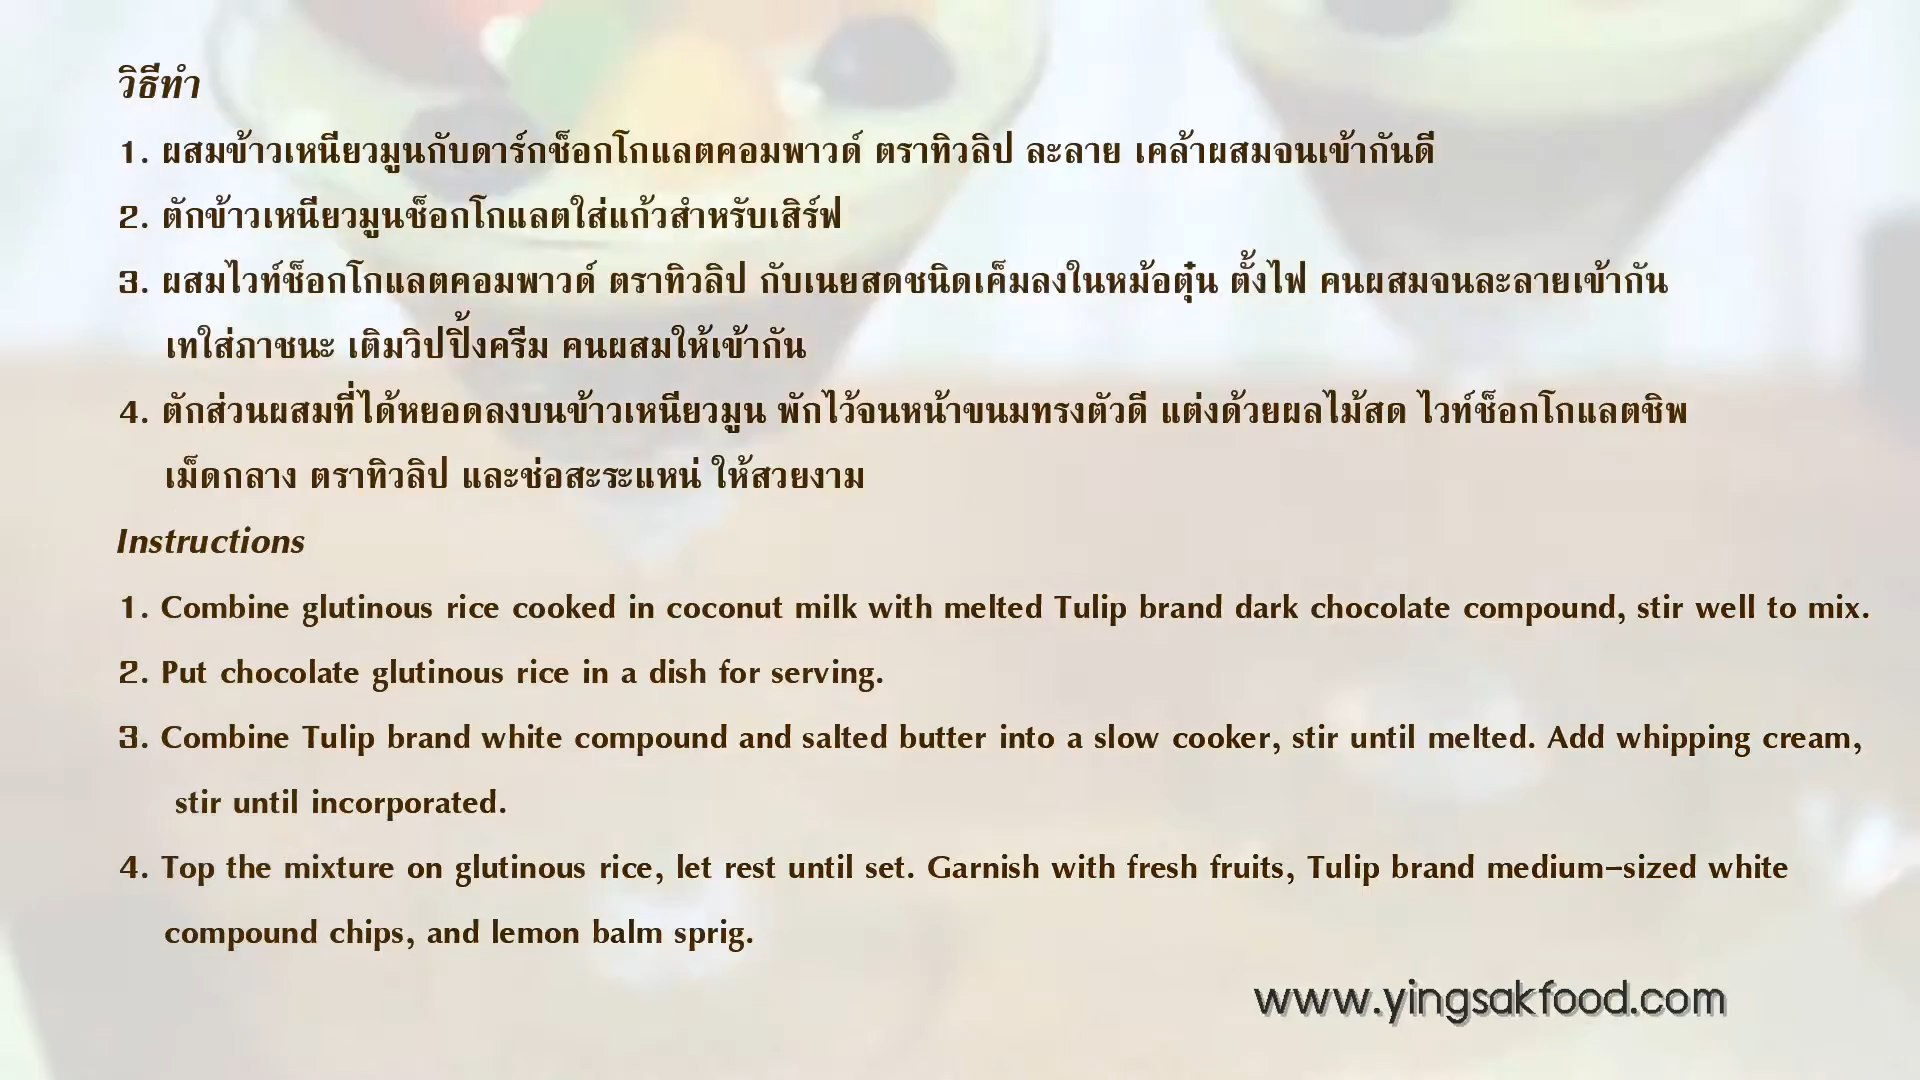 วิธีทำ
1. ผสมข้าวเหนียวมูนกับดาร์กช็อกโกแลตคอมพาวด์ ตราทิวลิป ละลาย เคล้าผสมจนเข้ากันดี
2. ตักข้าวเหนียวมูนช็อกโกแลตใส่แก้วสำหรับเสิร์ฟ
3. ผสมไวท์ช็อกโกแลตคอมพาวด์ ตราทิวลิป กับเนยสดชนิดเค็มลงในหม้อตุ๋น ตั้งไฟ คนผสมจนละลายเข้ากัน
เทใส่ภาชนะ เติมวิปปิ้งครีม คนผสมให้เข้ากัน
4. ตักส่วนผสมที่ได้หยอดลงบนข้าวเหนียวมูน พักไว้จนหน้าขนมทรงตัวดี แต่งด้วยผลไม้สด ไวท์ช็อกโกแลตชิพ
เม็ดกลาง ตราทิวลิป และช่อสะระแหน่ ให้สวยงาม
Instructions
1. Combine glutinous rice cooked in coconut milk with melted Tulip brand dark chocolate compound, stir well to mix.
2. Put chocolate glutinous rice in a dish for serving.
3. Combine Tulip brand white compound and salted butter into a slow cooker, stir until melted. Add whipping cream,
stir until incorporated.
4. Top the mixture on glutinous rice, let rest until set. Garnish with fresh fruits, Tulip brand medium-sized white
compound chips, and lemon balm sprig.
www.yingsakfood.com